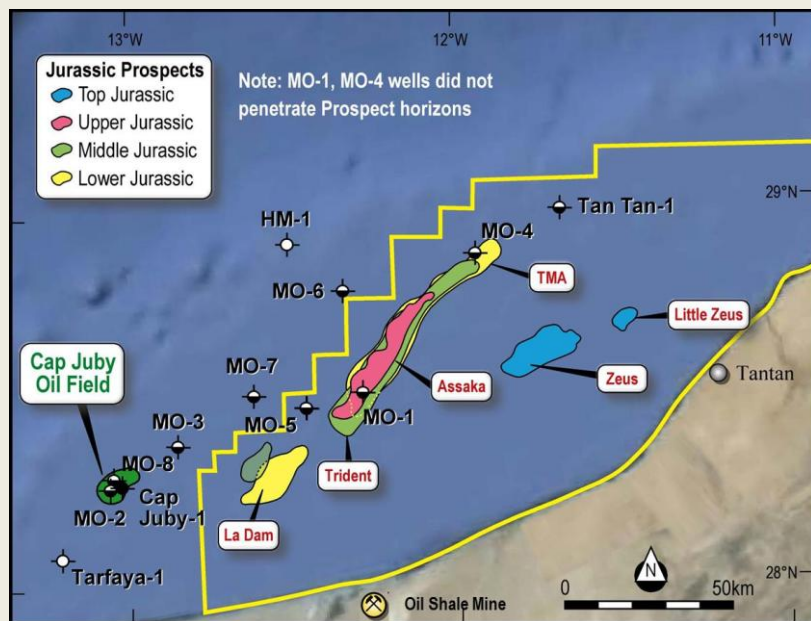 13°W
12°W
11°W
Jurassic Prospects
Top Jurassic
Upper Jurassic
Middle Jurassic
Lower Jurassic
Note: MO-1, MO-4 wells did not
penetrate Prospect horizons
29°N
Tan Tan-1
HM-1
MO-4
TMA
MO-6
Little Zeus
Cap Juby
Oil Field
MO-7
Assaka
Zeus
Tantan
MO-3
MO-5
MO-1
MO-8
Trident
MO-2
Cap
Juby-1
La Dam
Tarfaya-1
28°N
N
0
50km
Oil Shale Mine